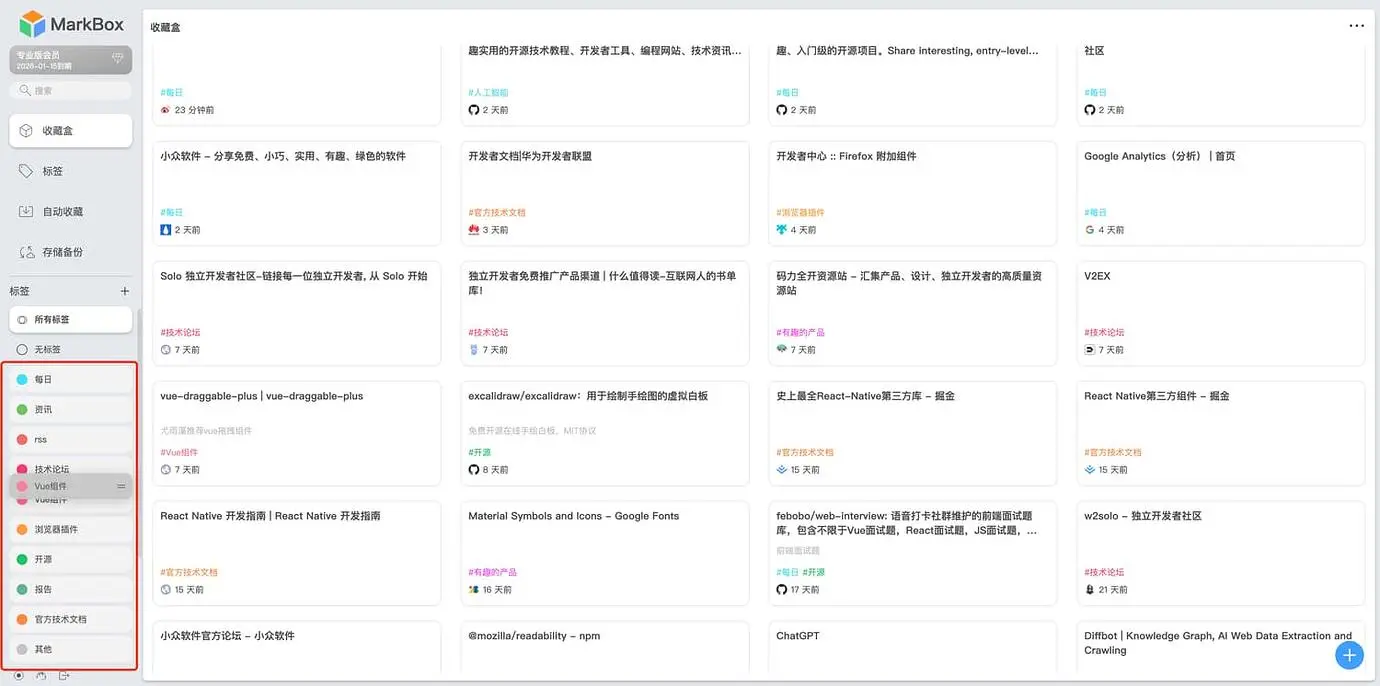 MarkBox
专业版会员
2026-01-15到期
搜索
收藏盒
标签
自动收藏
存储备份
标签
所有标签
无标签
每日
资讯
rss
技术论坛
Vue组件
Vue组件
浏览器插件
开源
报告
官方技术文档
其他
收藏盒
#每日
23 分钟前
趣实用的开源技术教程、开发者工具、编程网站、技术资讯...
#人工智能
2 天前
趣、入门级的开源项目。Share interesting, entry-level...
#每日
2 天前
社区
#每日
2 天前
小众软件 – 分享免费、小巧、实用、有趣、绿色的软件
#每日
2 天前
开发者文档|华为开发者联盟
#官方技术文档
3 天前
开发者中心 :: Firefox 附加组件
#浏览器插件
4 天前
Google Analytics（分析） | 首页
#每日
4 天前
Solo 独立开发者社区-链接每一位独立开发者, 从 Solo 开始
#技术论坛
7 天前
独立开发者免费推广产品渠道 | 什么值得读-互联网人的书单
库！
#技术论坛
7 天前
码力全开资源站 – 汇集产品、设计、独立开发者的高质量资
源站
#有趣的产品
7 天前
V2EX
#技术论坛
7 天前
vue-draggable-plus | vue-draggable-plus
尤雨溪推荐vue拖拽组件
#Vue组件
7 天前
excalidraw/excalidraw：用于绘制手绘图的虚拟白板
免费开源在线手绘白板，MIT协议
#开源
8 天前
史上最全React-Native第三方库 – 掘金
#官方技术文档
15 天前
React Native第三方组件 – 掘金
#官方技术文档
15 天前
React Native 开发指南 | React Native 开发指南
#官方技术文档
15 天前
Material Symbols and Icons – Google Fonts
#有趣的产品
16 天前
febobo/web-interview: 语音打卡社群维护的前端面试题
库，包含不限于Vue面试题，React面试题，JS面试题，...
前端面试题
#每日 #开源
17 天前
w2solo – 独立开发者社区
#技术论坛
21 天前
小众软件官方论坛 – 小众软件
@mozilla/readability – npm
ChatGPT
Diffbot | Knowledge Graph, AI Web Data Extraction and
Crawling